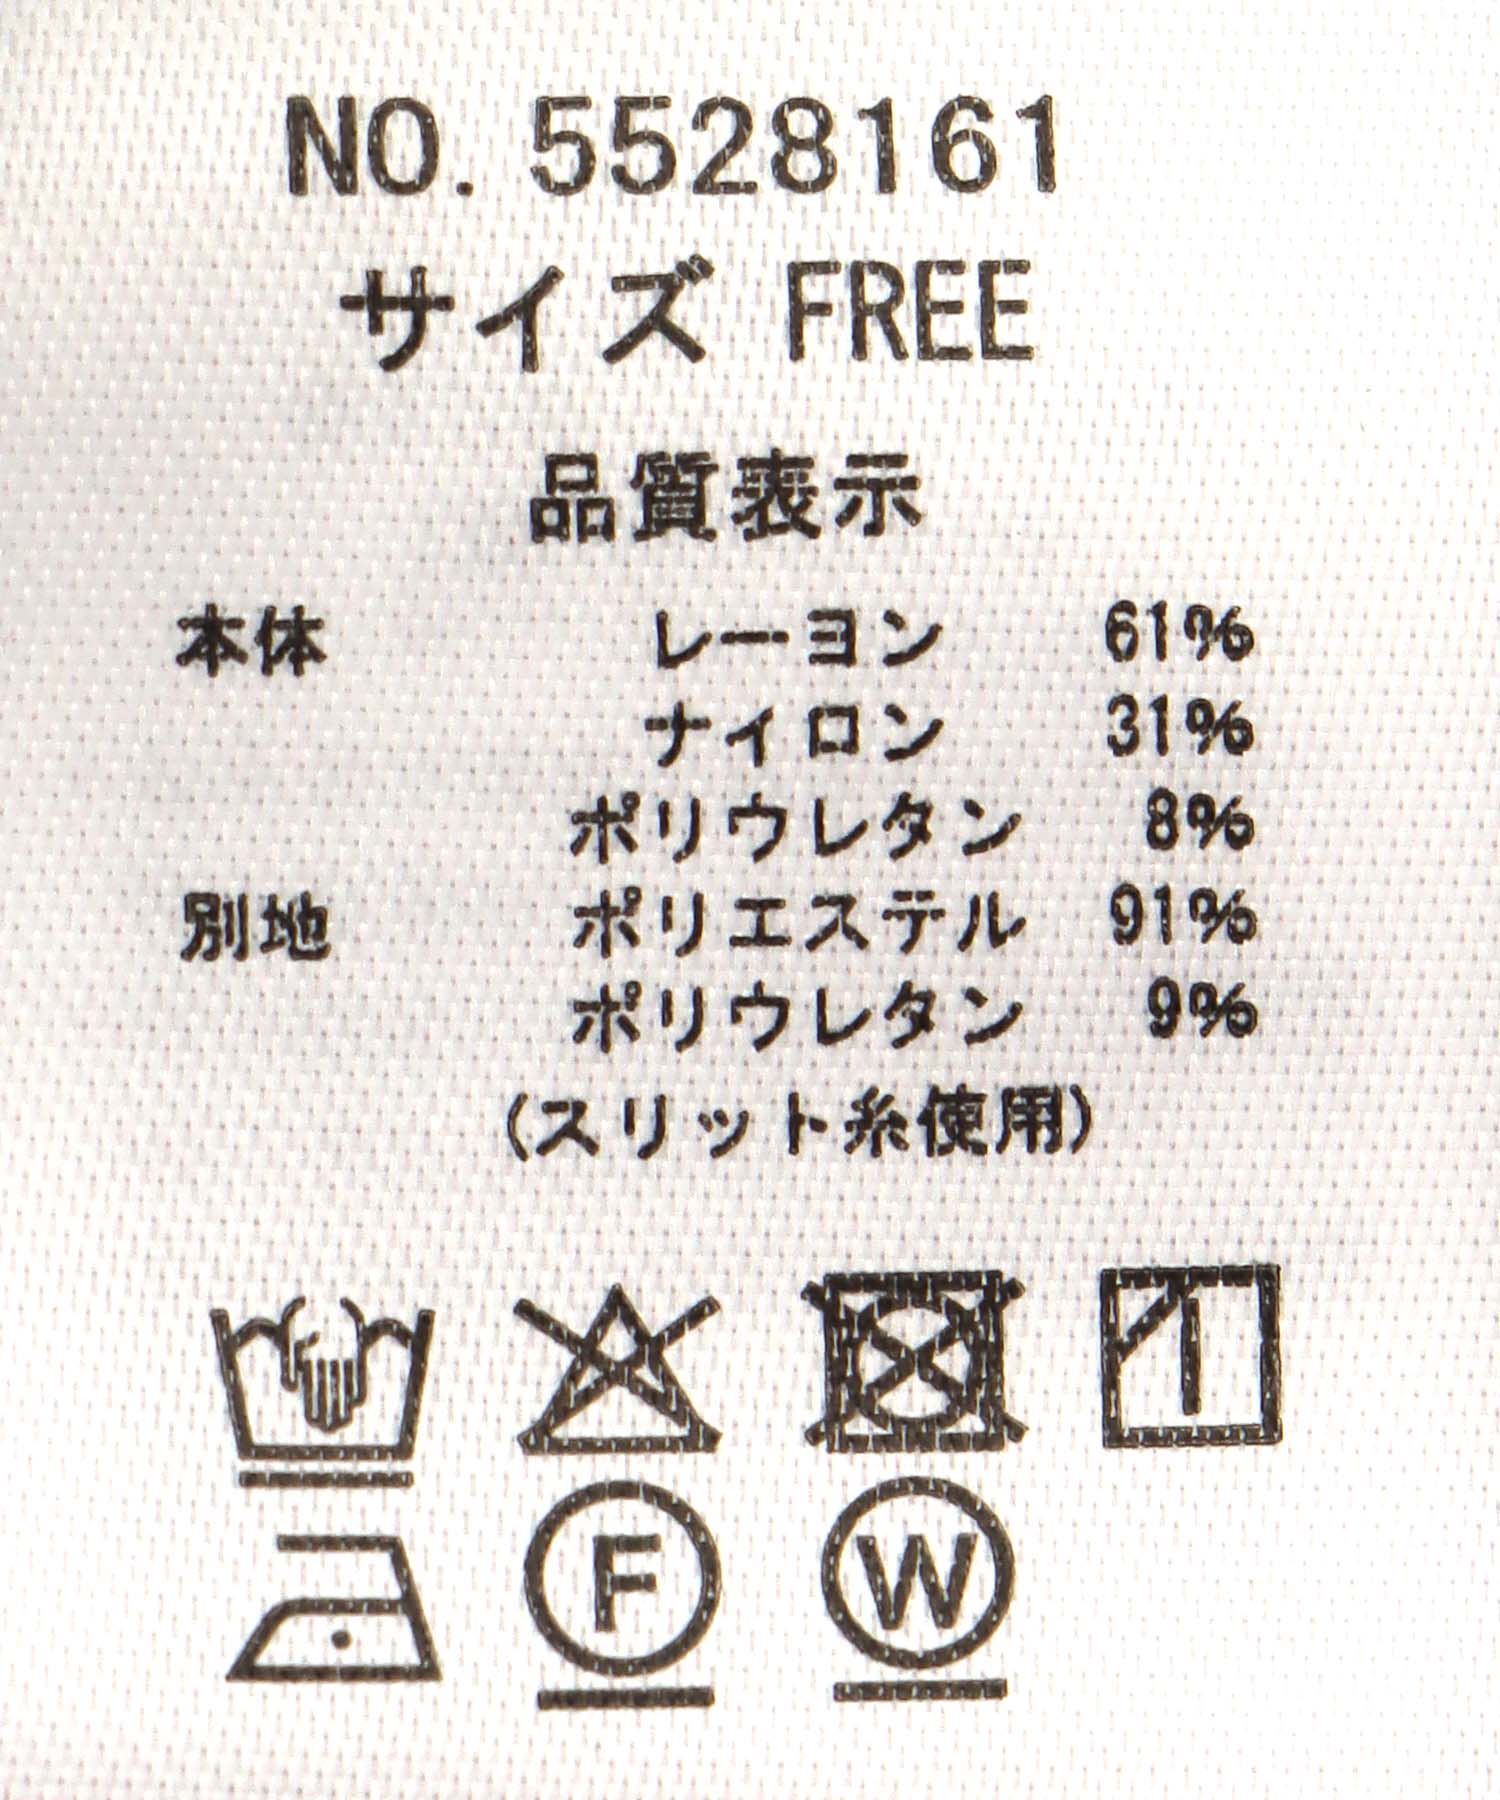 NO. 5528161
サイズ FREE
品質表示
本体 レーヨン 61%
ナイロン 31%
ポリウレタン 8%
別地 ポリエステル 91%
ポリウレタン 9%
(スリット糸使用)
F W